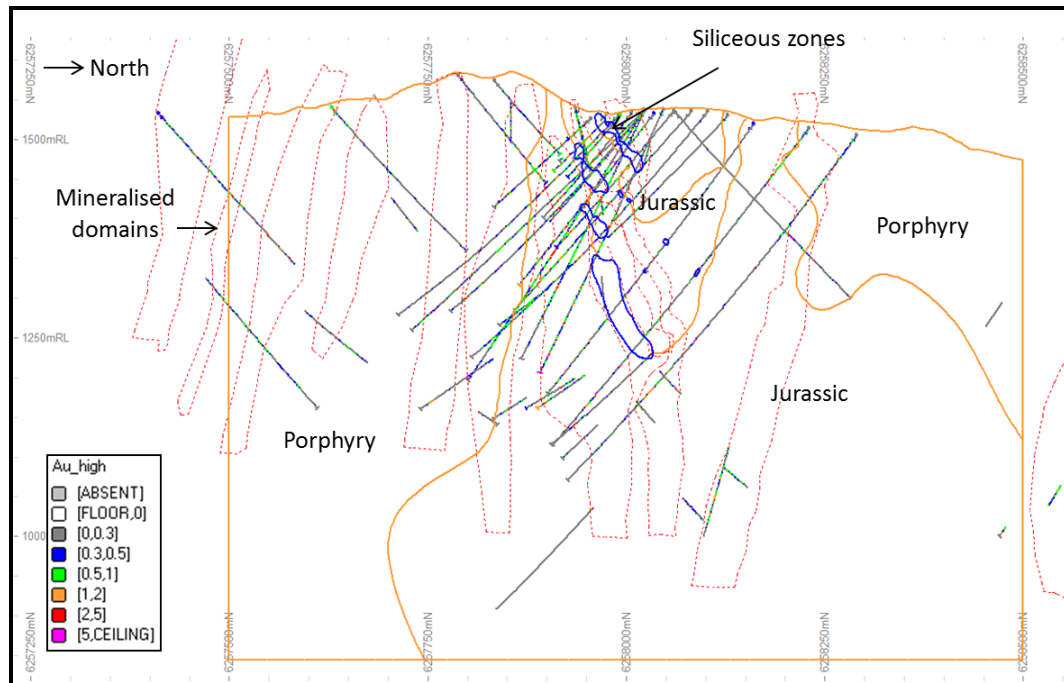 Siliceous zones
North
6257250mN
6257500mN
6257750mN
6258000mN
6258250mN
6258500mN
1500mRL
Mineralised
domains
Jurassic
Porphyry
1250mRL
Jurassic
Porphyry
Au_high
[ABSENT]
[FLOOR,0]
[0,0.3]
[0.3,0.5]
[0.5,1]
[1,2]
[2,5]
[5,CEILING]
1000
6257250mN
6257500mN
6257750mN
6258000mN
6258250mN
6258500mN